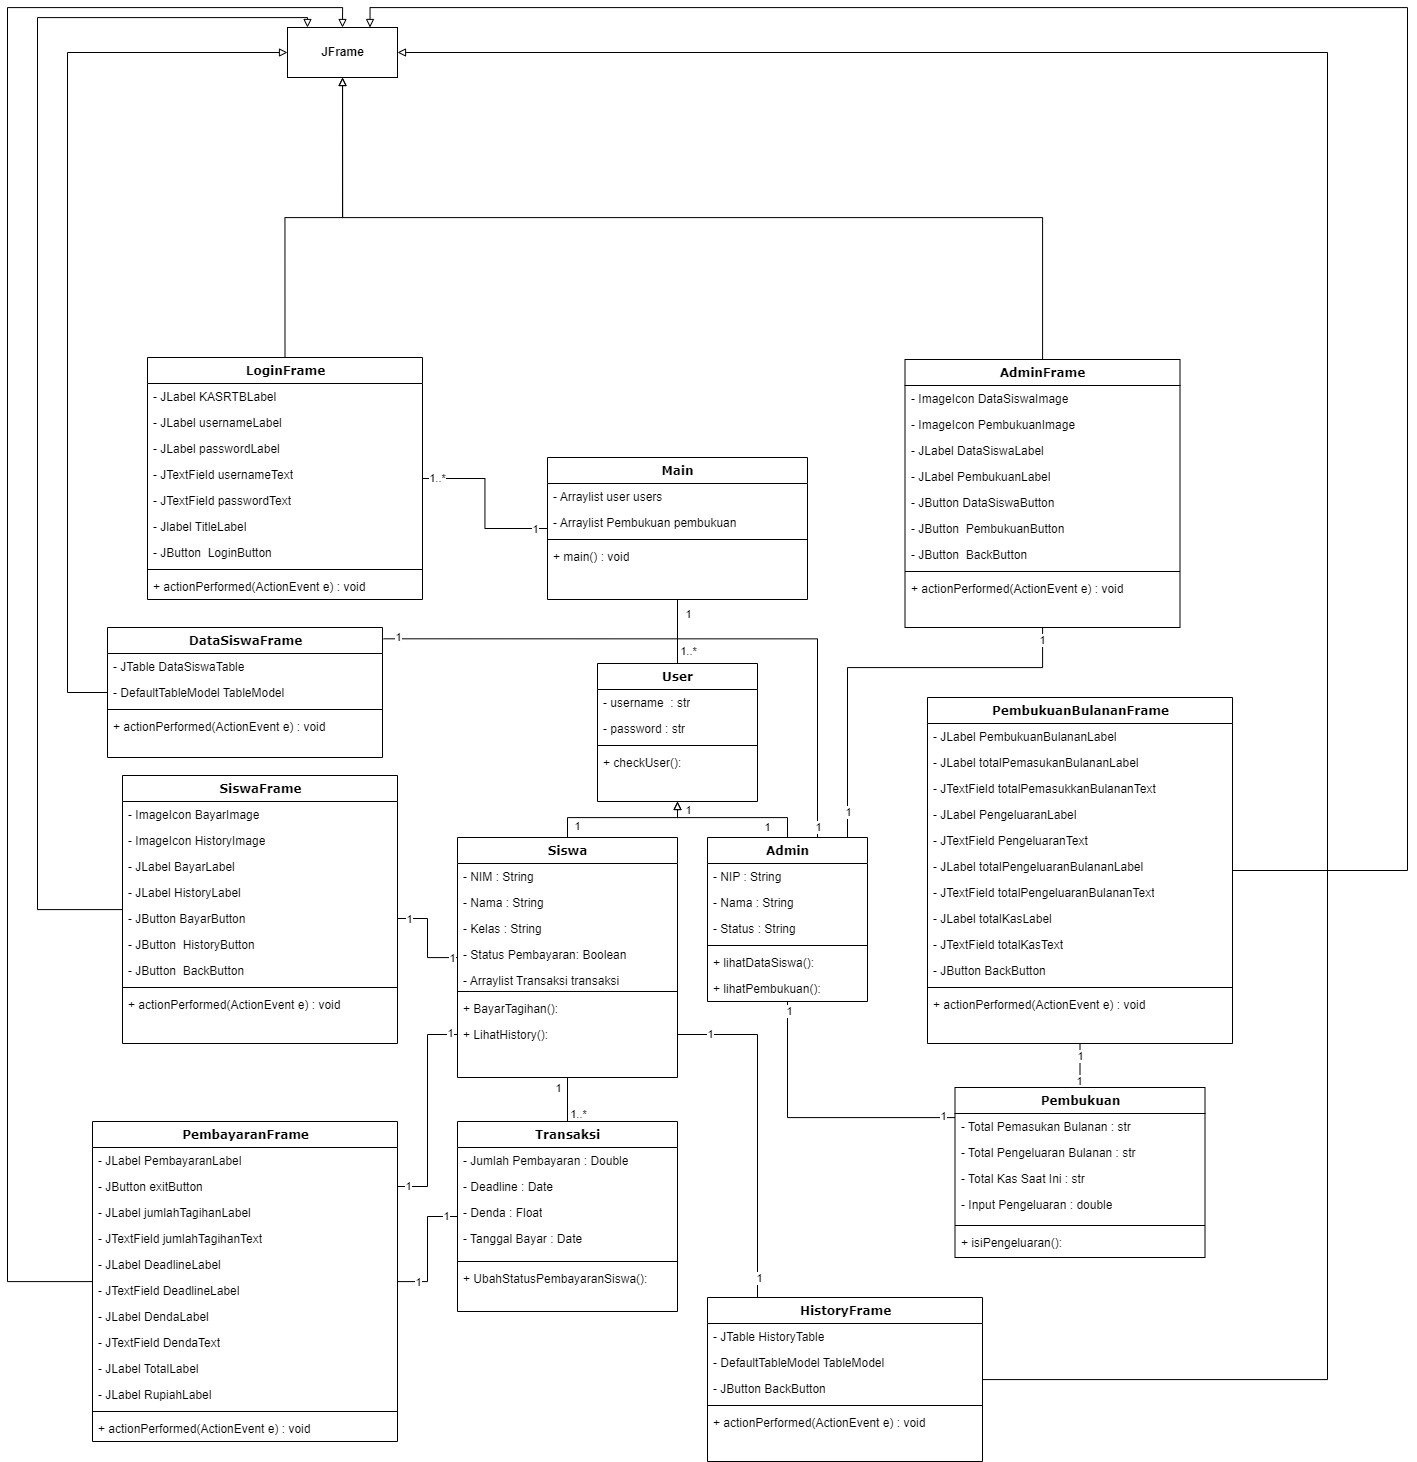 JFrame
LoginFrame
- JLabel KASRTBLabel
- JLabel usernameLabel
- JLabel passwordLabel
- JTextField usernameText
- JTextField passwordText
- Jlabel TitleLabel
- JButton  LoginButton
+ actionPerformed(ActionEvent e) : void
1..*
1
Main
- Arraylist user users
- Arraylist Pembukuan pembukuan
+ main() : void
1
1..*
AdminFrame
- ImageIcon DataSiswaImage
- ImageIcon PembukuanImage
- JLabel DataSiswaLabel
- JLabel PembukuanLabel
- JButton DataSiswaButton
- JButton  PembukuanButton
- JButton  BackButton
+ actionPerformed(ActionEvent e) : void
1
1
DataSiswaFrame
- JTable DataSiswaTable
- DefaultTableModel TableModel
+ actionPerformed(ActionEvent e) : void
1
1
User
- username  : str
- password : str
+ checkUser():
1
1
1
PembukuanBulananFrame
- JLabel PembukuanBulananLabel
- JLabel totalPemasukanBulananLabel
- JTextField totalPemasukkanBulananText
- JLabel PengeluaranLabel
- JTextField PengeluaranText
- JLabel totalPengeluaranBulananLabel
- JTextField totalPengeluaranBulananText
- JLabel totalKasLabel
- JTextField totalKasText
- JButton BackButton
+ actionPerformed(ActionEvent e) : void
1
1
SiswaFrame
- ImageIcon BayarImage
- ImageIcon HistoryImage
- JLabel BayarLabel
- JLabel HistoryLabel
- JButton BayarButton
- JButton  HistoryButton
- JButton  BackButton
+ actionPerformed(ActionEvent e) : void
1
1
Siswa
- NIM : String
- Nama : String
- Kelas : String
- Status Pembayaran: Boolean
- Arraylist Transaksi transaksi
+ BayarTagihan():
+ LihatHistory():
1
1
1
1..*
Admin
- NIP : String
- Nama : String
- Status : String
+ lihatDataSiswa():
+ lihatPembukuan():
1
1
Pembukuan
- Total Pemasukan Bulanan : str
- Total Pengeluaran Bulanan : str
- Total Kas Saat Ini : str
- Input Pengeluaran : double
+ isiPengeluaran():
PembayaranFrame
- JLabel PembayaranLabel
- JButton exitButton
- JLabel jumlahTagihanLabel
- JTextField jumlahTagihanText
- JLabel DeadlineLabel
- JTextField DeadlineLabel
- JLabel DendaLabel
- JTextField DendaText
- JLabel TotalLabel
- JLabel RupiahLabel
+ actionPerformed(ActionEvent e) : void
1
1
1
Transaksi
- Jumlah Pembayaran : Double
- Deadline : Date
- Denda : Float
- Tanggal Bayar : Date
+ UbahStatusPembayaranSiswa():
1
HistoryFrame
- JTable HistoryTable
- DefaultTableModel TableModel
- JButton BackButton
+ actionPerformed(ActionEvent e) : void